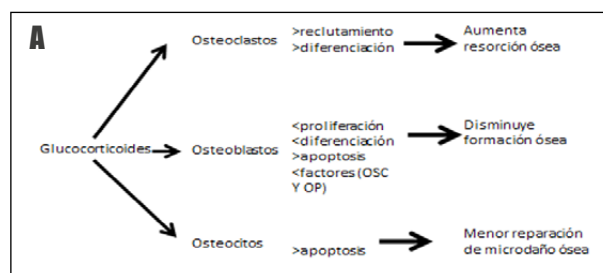 A
Glucocorticoides
Osteoclastos
>reclutamiento
>diferenciación
Aumenta
resorción ósea
Osteoblastos
<proliferación
<diferenciación
>apoptosis
<factores (OSC
Y OP)
Disminuye
formación ósea
Osteocitos
>apoptosis
Menor reparación
de microdaño ósea